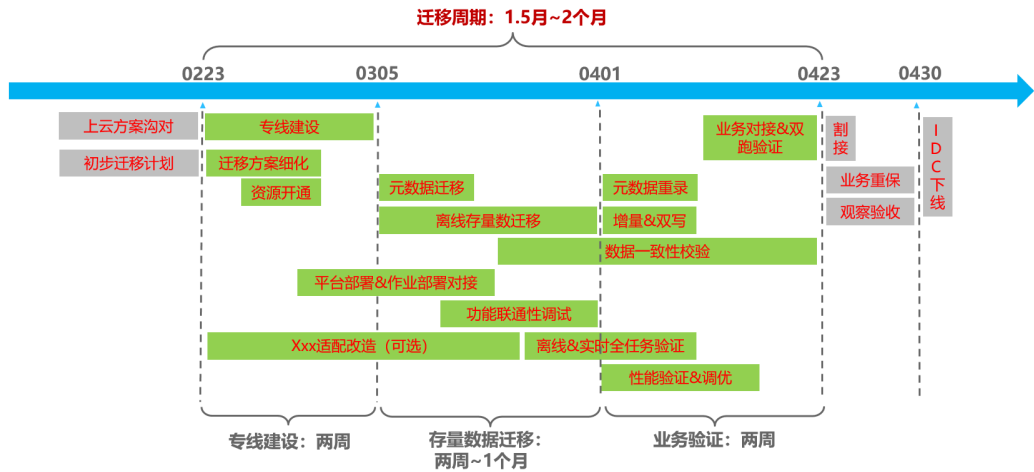 迁移周期：1.5月~2个月
0223
0305
0401
0423
0430
上云方案沟对
专线建设
业务对接&双
跑验证
割
接
I
D
C
下
线
初步迁移计划
迁移方案细化
资源开通
元数据迁移
元数据重录
业务重保
离线存量数迁移
增量&双写
观察验收
数据一致性校验
平台部署&作业部署对接
功能联通性调试
Xxx适配改造（可选）
离线&实时全任务验证
性能验证&调优
专线建设：两周
存量数据迁移：
两周~1个月
业务验证：两周